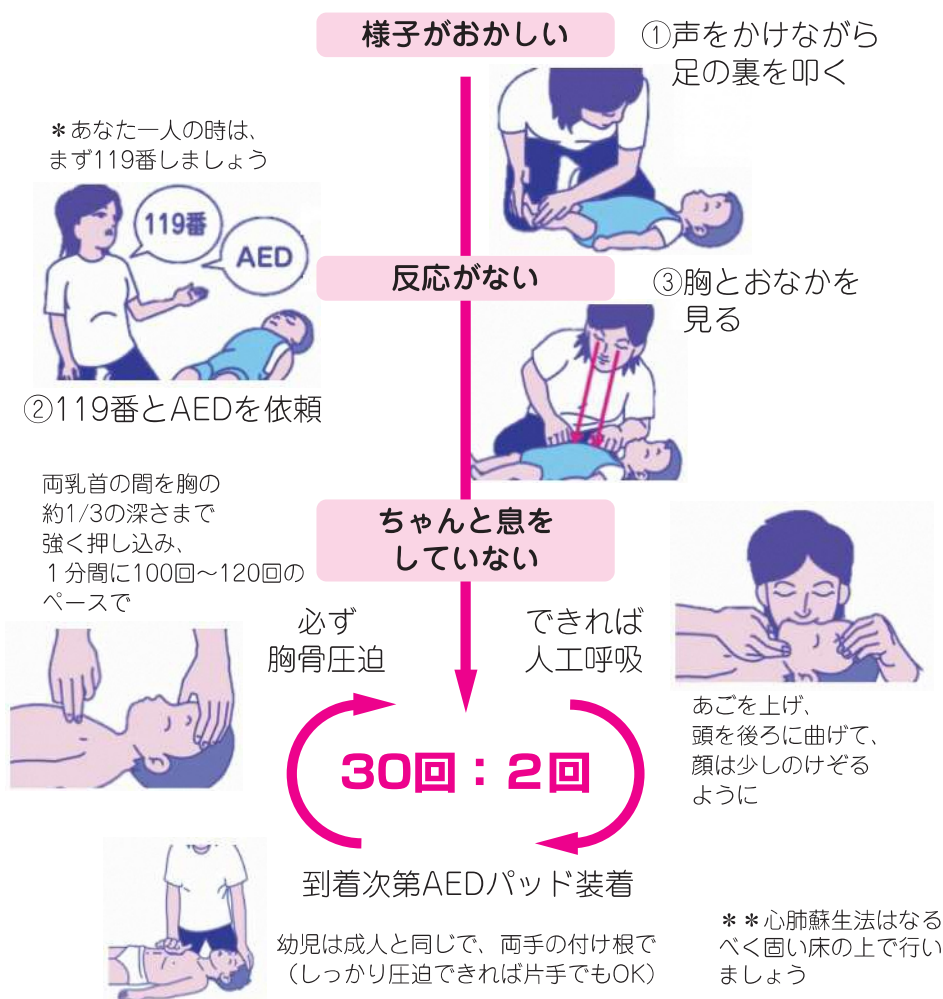 様子がおかしい
①声をかけながら
足の裏を叩く
＊あなた一人の時は、
まず119番しましょう
119番
AED
②119番とAEDを依頼
反応がない
③胸とおなかを
見る
ちゃんと息を
していない
両乳首の間を胸の
約1/3の深さまで
強く押し込み、
１分間に100回～120回の
ペースで
必ず
胸骨圧迫
できれば
人工呼吸
あごを上げ、
頭を後ろに曲げて、
顔は少しのけぞる
ように
30回：2回
到着次第AEDパッド装着
幼児は成人と同じで、両手の付け根で
（しっかり圧迫できれば片手でもOK）
＊＊心肺蘇生法はなる
べく固い床の上で行い
ましょう